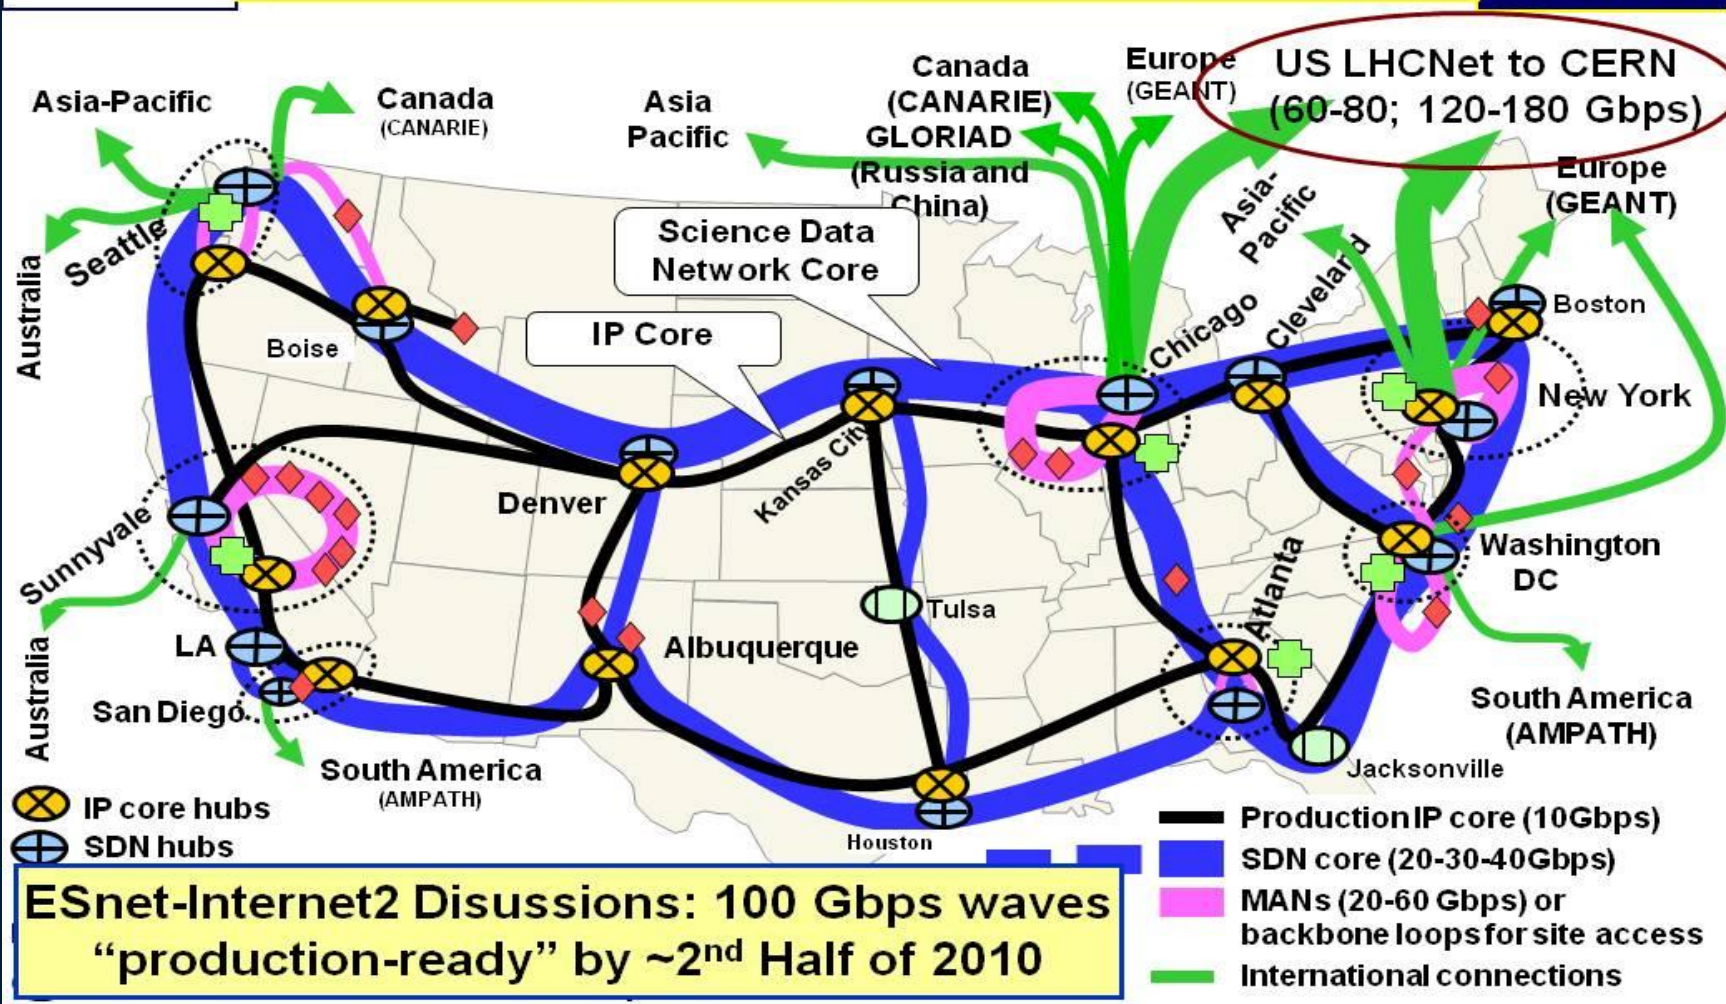 US LHCNet to CERN
(60-80; 120-180 Gbps)
Asia-Pacific
Canada
(CANARIE)
Asia
Pacific
Canada
(CANARIE)
GLORIAD
(Russia and
China)
Europe
(GEANT)
Asia-
Pacific
Europe
(GEANT)
Australia
Seattle
Science Data
Network Core
IP Core
Boise
Chicago
Cleveland
Boston
New York
Sunnyvale
Denver
Kansas City
Washington
DC
Atlanta
Tulsa
LA
Albuquerque
San Diego
Australia
South America
(AMPATH)
South America
(AMPATH)
Jacksonville
Houston
IP core hubs
SDN hubs
Production IP core (10Gbps)
SDN core (20-30-40Gbps)
MANs (20-60 Gbps) or
backbone loops for site access
International connections
ESnet-Internet2 Disussions: 100 Gbps waves
“production-ready” by ~2nd Half of 2010